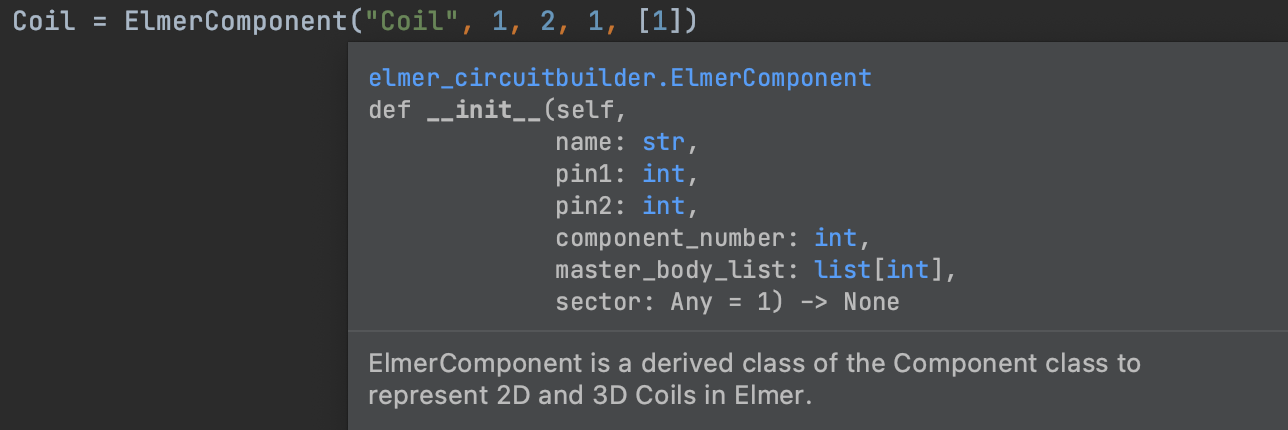 Coil = ElmerComponent("Coil", 1, 2, 1, [1])
elmer_circuitbuilder.ElmerComponent
def __init__(self,
name: str,
pin1: int,
pin2: int,
component_number: int,
master_body_list: list[int],
sector: Any = 1) -> None
ElmerComponent is a derived class of the Component class to
represent 2D and 3D Coils in Elmer.